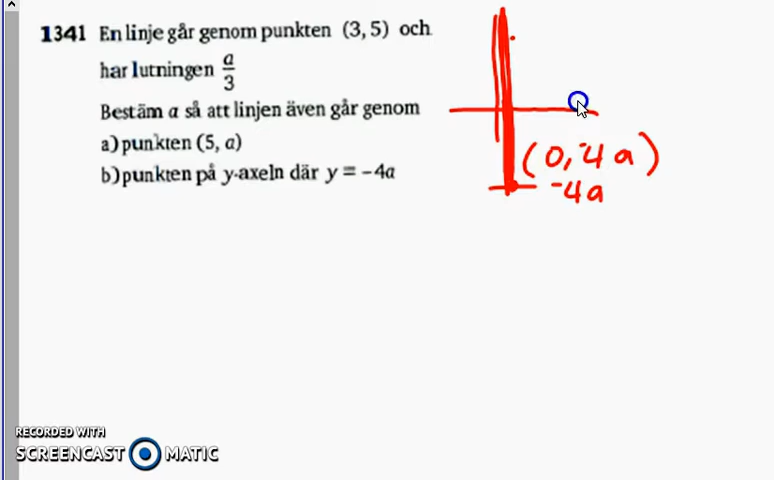 1341 En linje går genom punkten (3, 5) och
har lutningen a/3
Bestäm a så att linjen även går genom
a) punkten (5, a)
b) punkten på y-axeln där y = −4a
(0, -4a)
-4a
RECORDED WITH
SCREENCAST MATIC